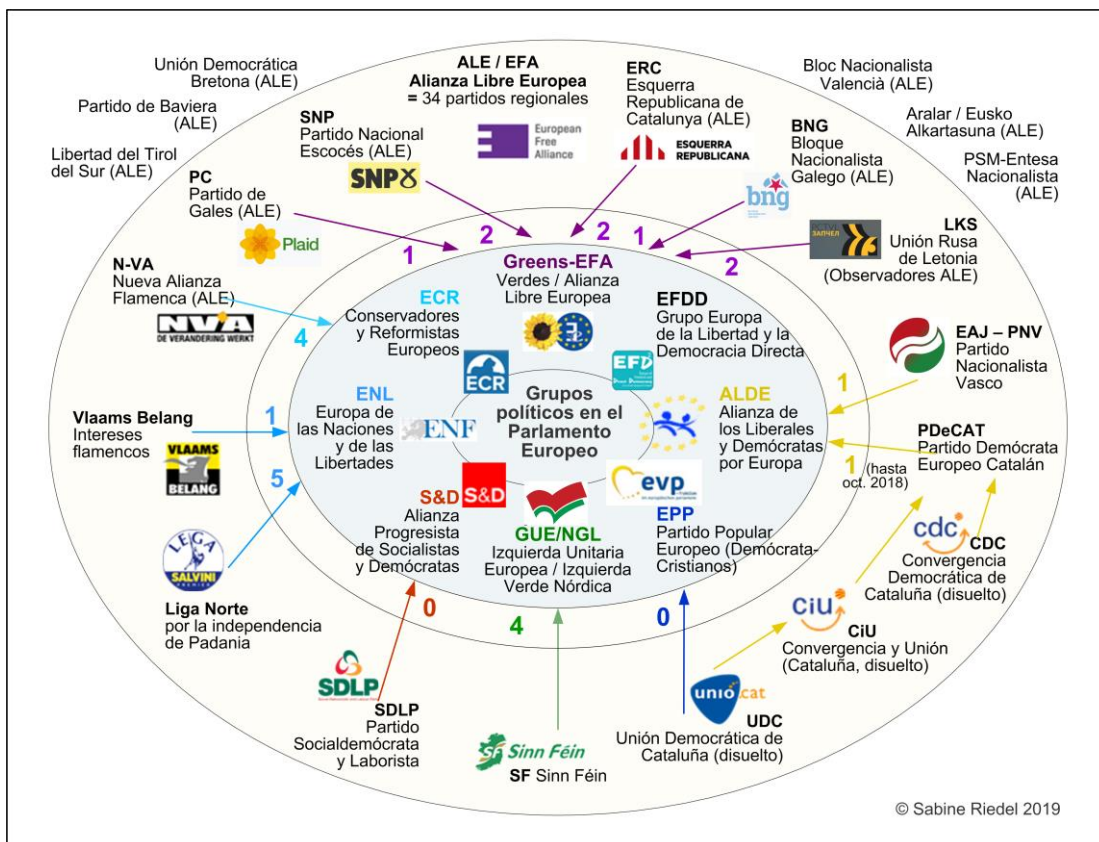 Unión Democrática
Bretona (ALE)
Partido de Baviera
(ALE)
Libertad del Tirol
del Sur (ALE)
ALE / EFA
Alianza Libre Europea
= 34 partidos regionales
European
Free
Alliance
SNP
Partido Nacional
Escocés (ALE)
SNP
PC
Partido de
Gales (ALE)
Plaid
ERC
Esquerra
Republicana de
Catalunya (ALE)
ESQUERRA
REPUBLICANA
BNG
Bloque
Nacionalista
Galego (ALE)
bng
Bloc Nacionalista
Valencià (ALE)
Aralar / Eusko
Alkartasuna (ALE)
PSM-Entesa
Nacionalista
(ALE)
LKS
Unión Rusa
de Letonia
(Observadores ALE)
N-VA
Nueva Alianza
Flamenca (ALE)
N-VA
DE VERANDERING WERKT
1
2
2
1
2
4
Greens-EFA
Verdes / Alianza
Libre Europea
ECR
Conservadores
y Reformistas
Europeos
ECR
EFDD
Grupo Europa
de la Libertad y la
Democracia Directa
EFD
EAJ – PNV
Partido
Nacionalista
Vasco
1
Vlaams Belang
Intereses
flamencos
VLAAMS
BELANG
1
ENL
Europa de
las Naciones
y de las
Libertades
ENF
Grupos
políticos en el
Parlamento
Europeo
ALDE
Alianza de
los Liberales
y Demócratas
por Europa
PDeCAT
Partido Demócrata
Europeo Catalán
1 (hasta
oct. 2018)
5
LEGA
SALVINI
PREMIER
Liga Norte
por la independencia
de Padania
S&D
Alianza
Progresista
de Socialistas
y Demócratas
S&D
GUE/NGL
Izquierda Unitaria
Europea / Izquierda
Verde Nórdica
evp
EPP
Partido Popular
Europeo (Demócrata-
Cristianos)
cdc
CDC
Convergencia
Democrática de
Cataluña (disuelto)
CiU
CiU
Convergencia y Unión
(Cataluña, disuelto)
0
4
0
SDLP
SDLP
Partido
Socialdemócrata
y Laborista
SF Sinn Féin
SF Sinn Féin
unio.cat
UDC
Unión Democrática de
Cataluña (disuelto)
© Sabine Riedel 2019